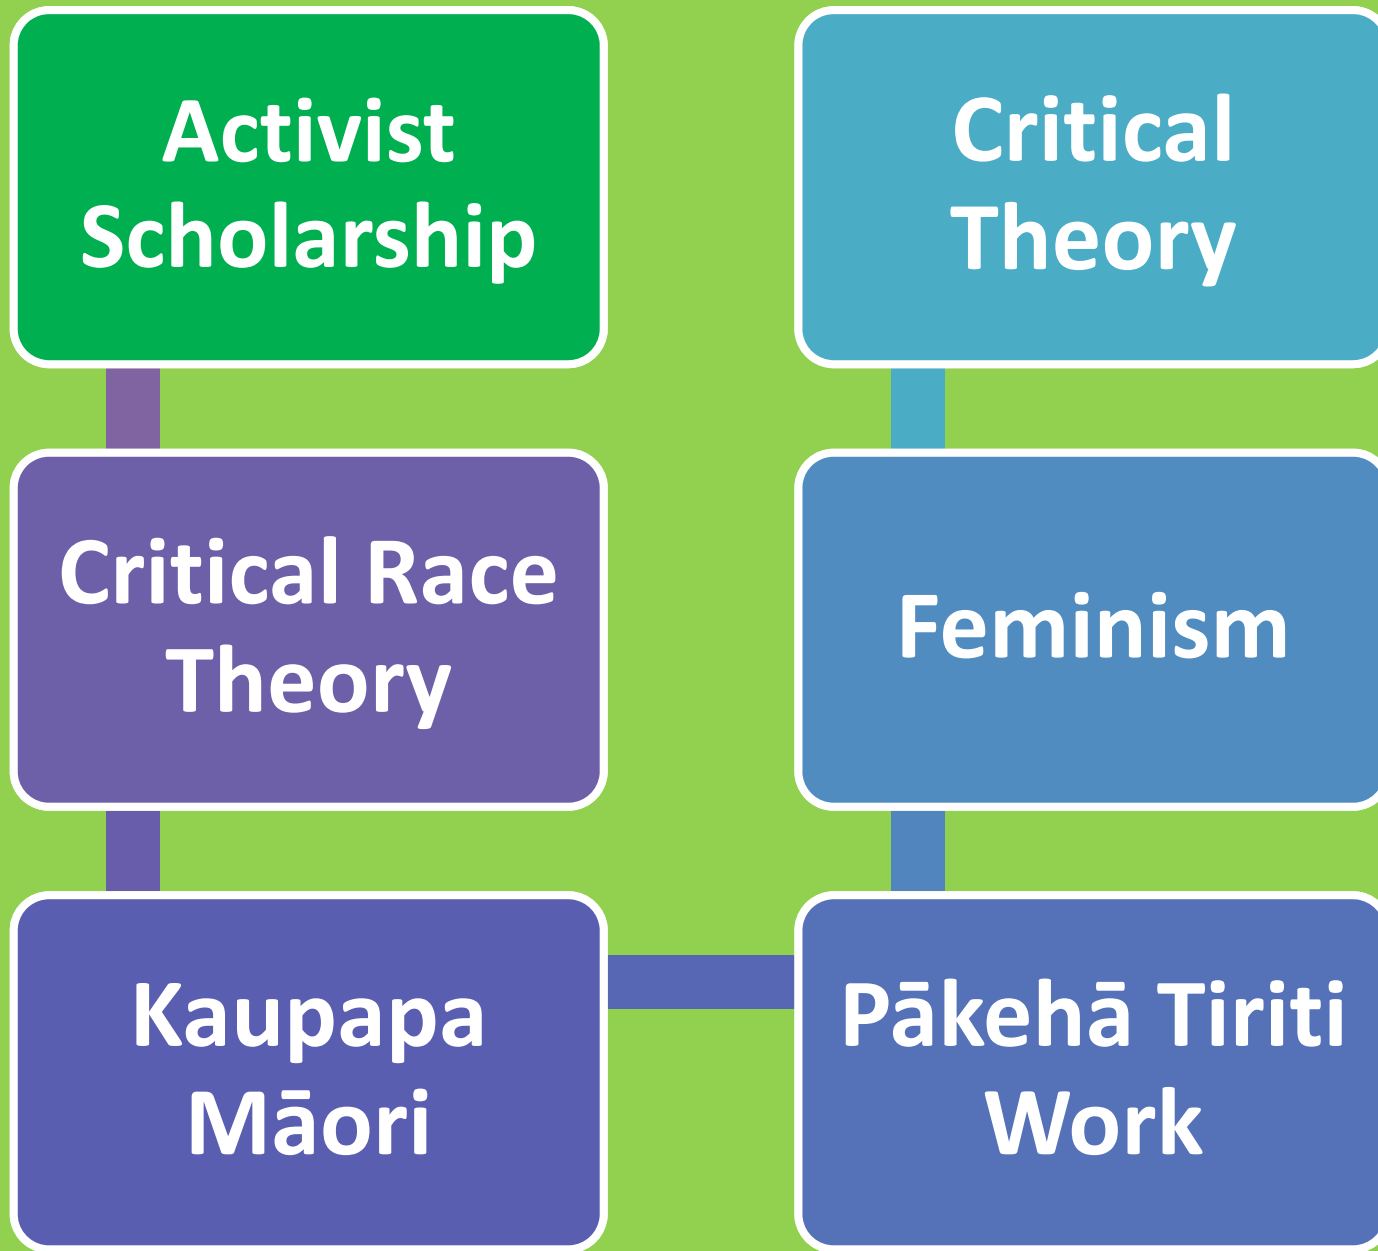 Activist
Scholarship
Critical Race
Theory
Kaupapa
Māori
Pākehā Tiriti
Work
Feminism
Critical
Theory